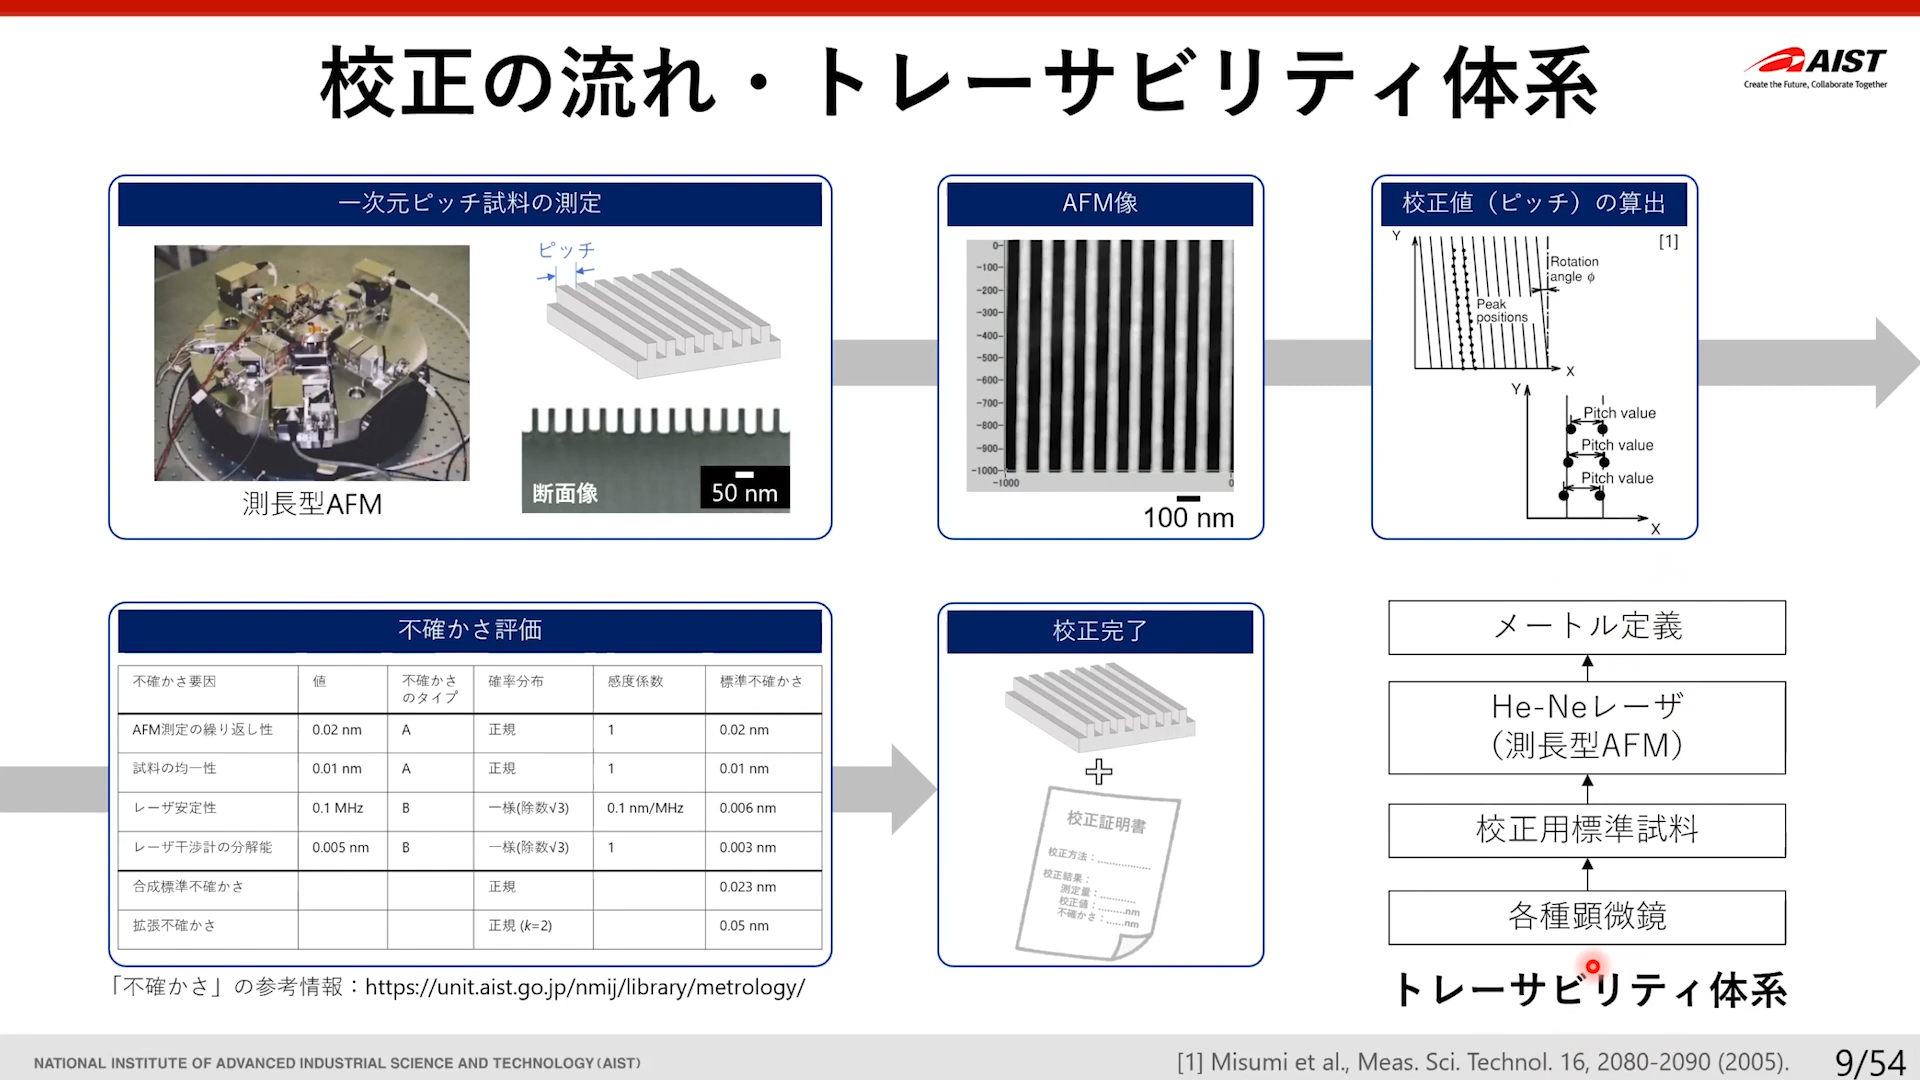 校正の流れ・トレーサビリティ体系
AIST
Create the Future, Collaborate Together
一次元ピッチ試料の測定
ピッチ
測長型AFM
断面像
50 nm
AFM像
0
-100
-200
-300
-400
-500
-600
-700
-800
-900
-1000
-1000 0
100 nm
校正値（ピッチ）の算出
[1]
Y
Rotation
angle ϕ
Peak
positions
X
Y
Pitch value
Pitch value
Pitch value
X
不確かさ評価
不確かさ要因 値 不確かさのタイプ 確率分布 感度係数 標準不確かさ
AFM測定の繰り返し性 0.02 nm A 正規 1 0.02 nm
試料の均一性 0.01 nm A 正規 1 0.01 nm
レーザ安定性 0.1 MHz B 一様(除数√3) 0.1 nm/MHz 0.006 nm
レーザ干渉計の分解能 0.005 nm B 一様(除数√3) 1 0.003 nm
合成標準不確かさ 正規 0.023 nm
拡張不確かさ 正規 (k=2) 0.05 nm
「不確かさ」の参考情報：https://unit.aist.go.jp/nmij/library/metrology/
校正完了
校正証明書
校正方法：..............
校正結果：
測定量：.........
校正値：.........nm
不確かさ：......nm
メートル定義
He-Neレーザ
（測長型AFM）
校正用標準試料
各種顕微鏡
トレーサビリティ体系
NATIONAL INSTITUTE OF ADVANCED INDUSTRIAL SCIENCE AND TECHNOLOGY (AIST)
[1] Misumi et al., Meas. Sci. Technol. 16, 2080-2090 (2005).
9/54